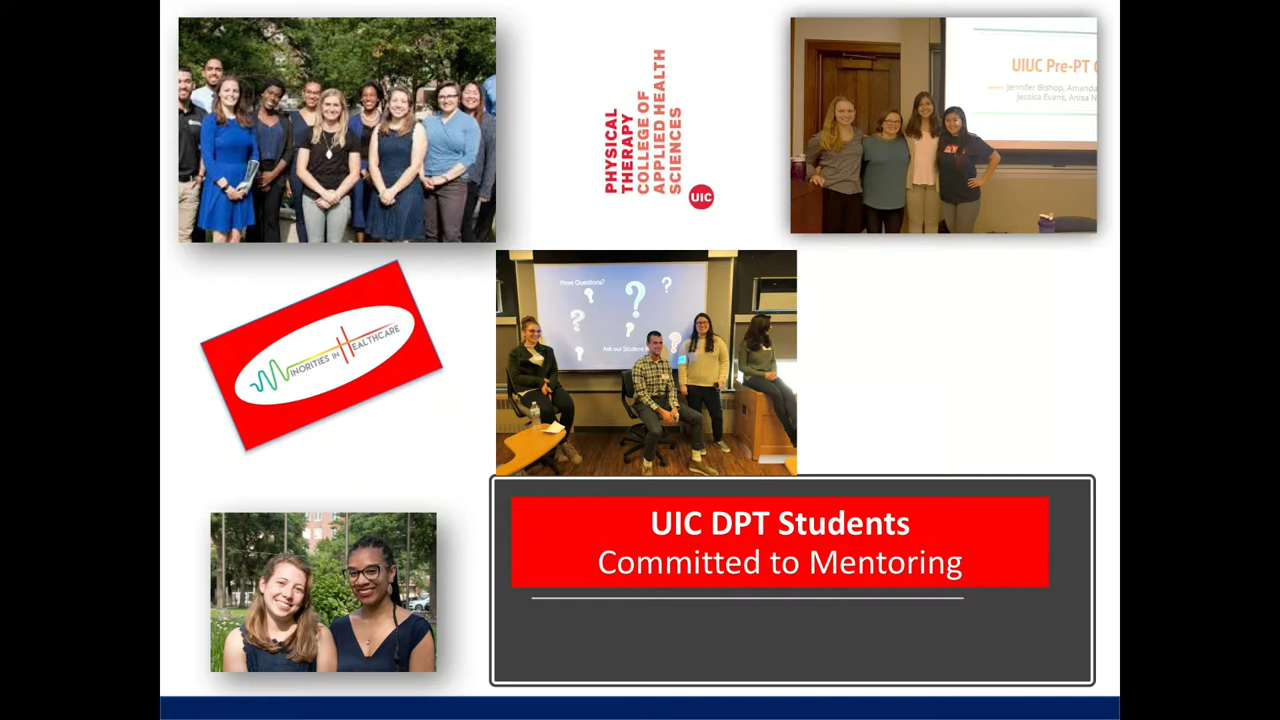 PHYSICAL
THERAPY
COLLEGE OF
APPLIED HEALTH
SCIENCES
UIC
UIUC Pre-PT
Jennifer Bishop, Amanda
Jessica Evans, Anisa N
MINORITIES IN HEALTHCARE
More Questions?
? ? ? ? ? ? ?
Ask our Student
UIC DPT Students
Committed to Mentoring